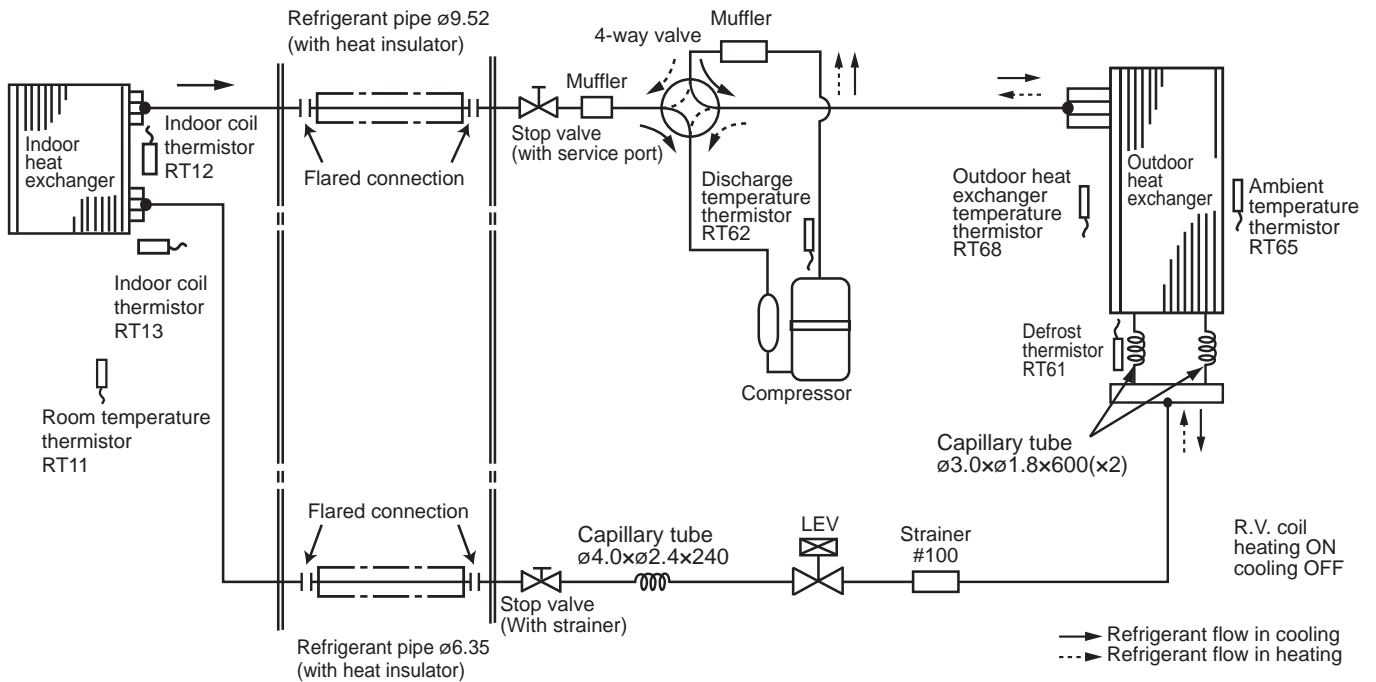 Refrigerant pipe ø9.52
(with heat insulator)
4-way valve
Muffler
Muffler
Stop valve
(with service port)
Indoor
heat
exchanger
Indoor coil
thermistor
RT12
Flared connection
Discharge
temperature
thermistor
RT62
Outdoor heat
exchanger
temperature
thermistor
RT68
Outdoor
heat
exchanger
Ambient
temperature
thermistor
RT65
Indoor coil
thermistor
RT13
Room temperature
thermistor
RT11
Compressor
Defrost
thermistor
RT61
Capillary tube
ø3.0×ø1.8×600(×2)
Flared connection
Capillary tube
ø4.0×ø2.4×240
LEV
Strainer
#100
R.V. coil
heating ON
cooling OFF
Stop valve
(With strainer)
Refrigerant pipe ø6.35
(with heat insulator)
Refrigerant flow in cooling
Refrigerant flow in heating